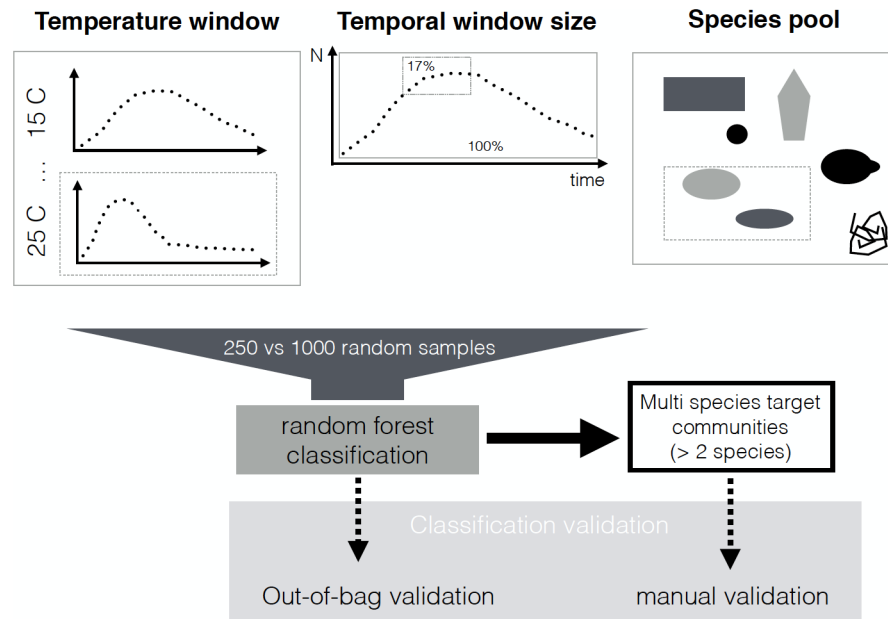 Temperature window
Temporal window size
Species pool
15 C
...
25 C
N
17%
100%
time
250 vs 1000 random samples
random forest
classification
Multi species target
communities
(> 2 species)
Classification validation
Out-of-bag validation
manual validation